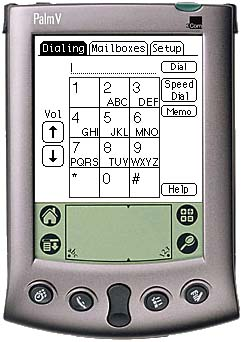 PalmV
3Com
Dialing Mailboxes Setup
Dial
1 2 ABC 3 DEF
Speed Dial
Memo
Vol
4 GHI 5 JKL 6 MNO
7 PQRS 8 TUV 9 WXYZ
* 0 #
Help